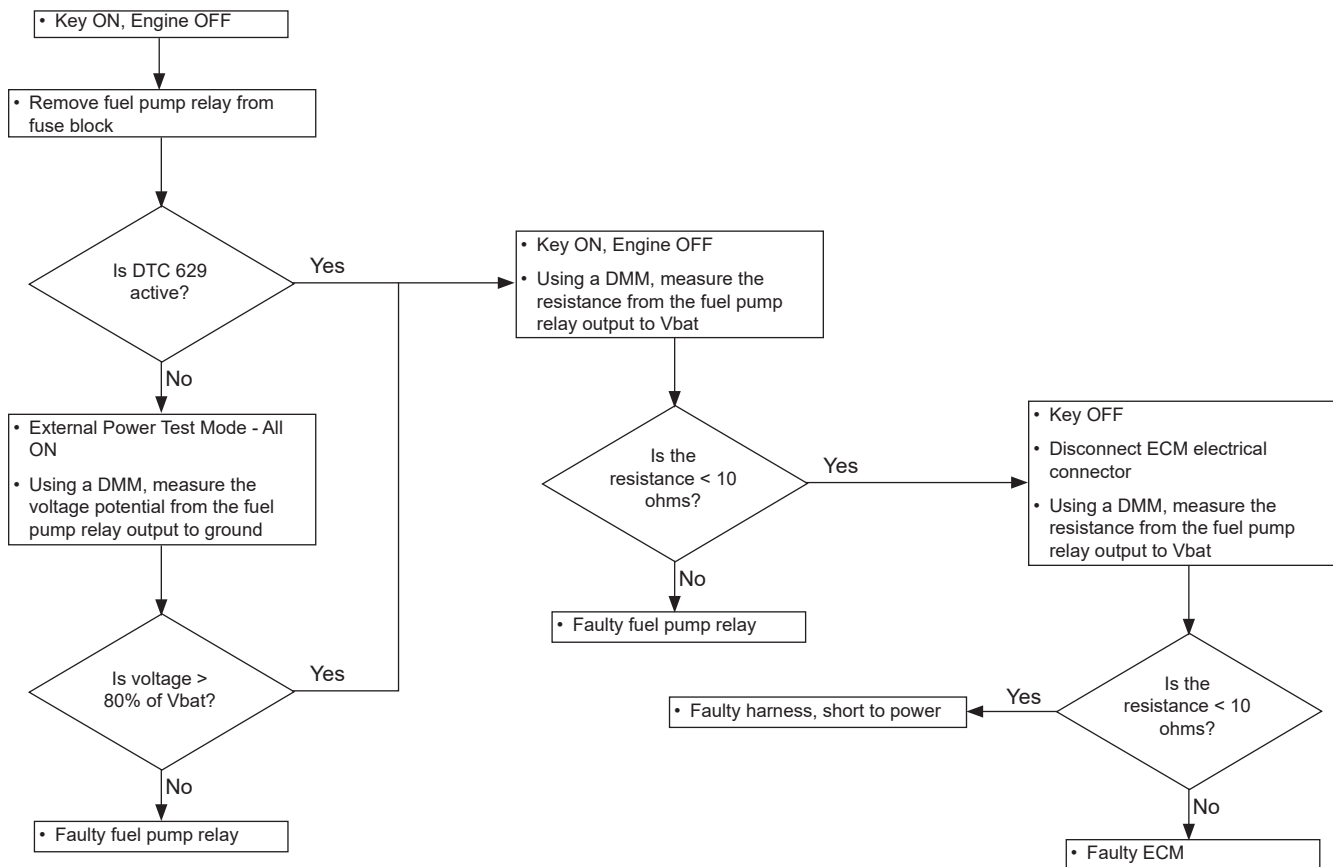 • Key ON, Engine OFF
• Remove fuel pump relay from
fuse block
Is DTC 629
active?
Yes
No
• External Power Test Mode - All
ON
• Using a DMM, measure the
voltage potential from the fuel
pump relay output to ground
Is voltage >
80% of Vbat?
Yes
No
• Faulty fuel pump relay
• Key ON, Engine OFF
• Using a DMM, measure the
resistance from the fuel pump
relay output to Vbat
Is the
resistance < 10
ohms?
Yes
No
• Faulty fuel pump relay
• Key OFF
• Disconnect ECM electrical
connector
• Using a DMM, measure the
resistance from the fuel pump
relay output to Vbat
Is the
resistance < 10
ohms?
Yes
• Faulty harness, short to power
No
• Faulty ECM